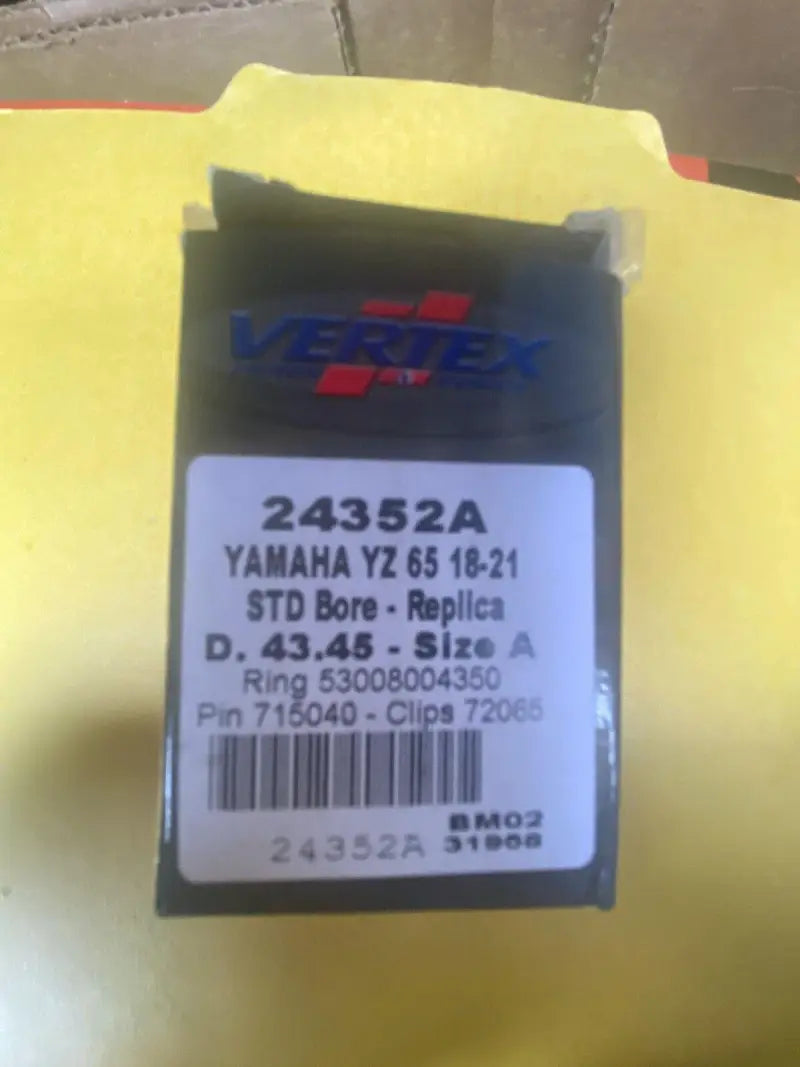 VERTEX
24352A
YAMAHA YZ 65 18-21
STD Bore - Replica
D. 43.45 - Size A
Ring 53008004350
Pin 715040 - Clips 72065
BM02
24352A 31968